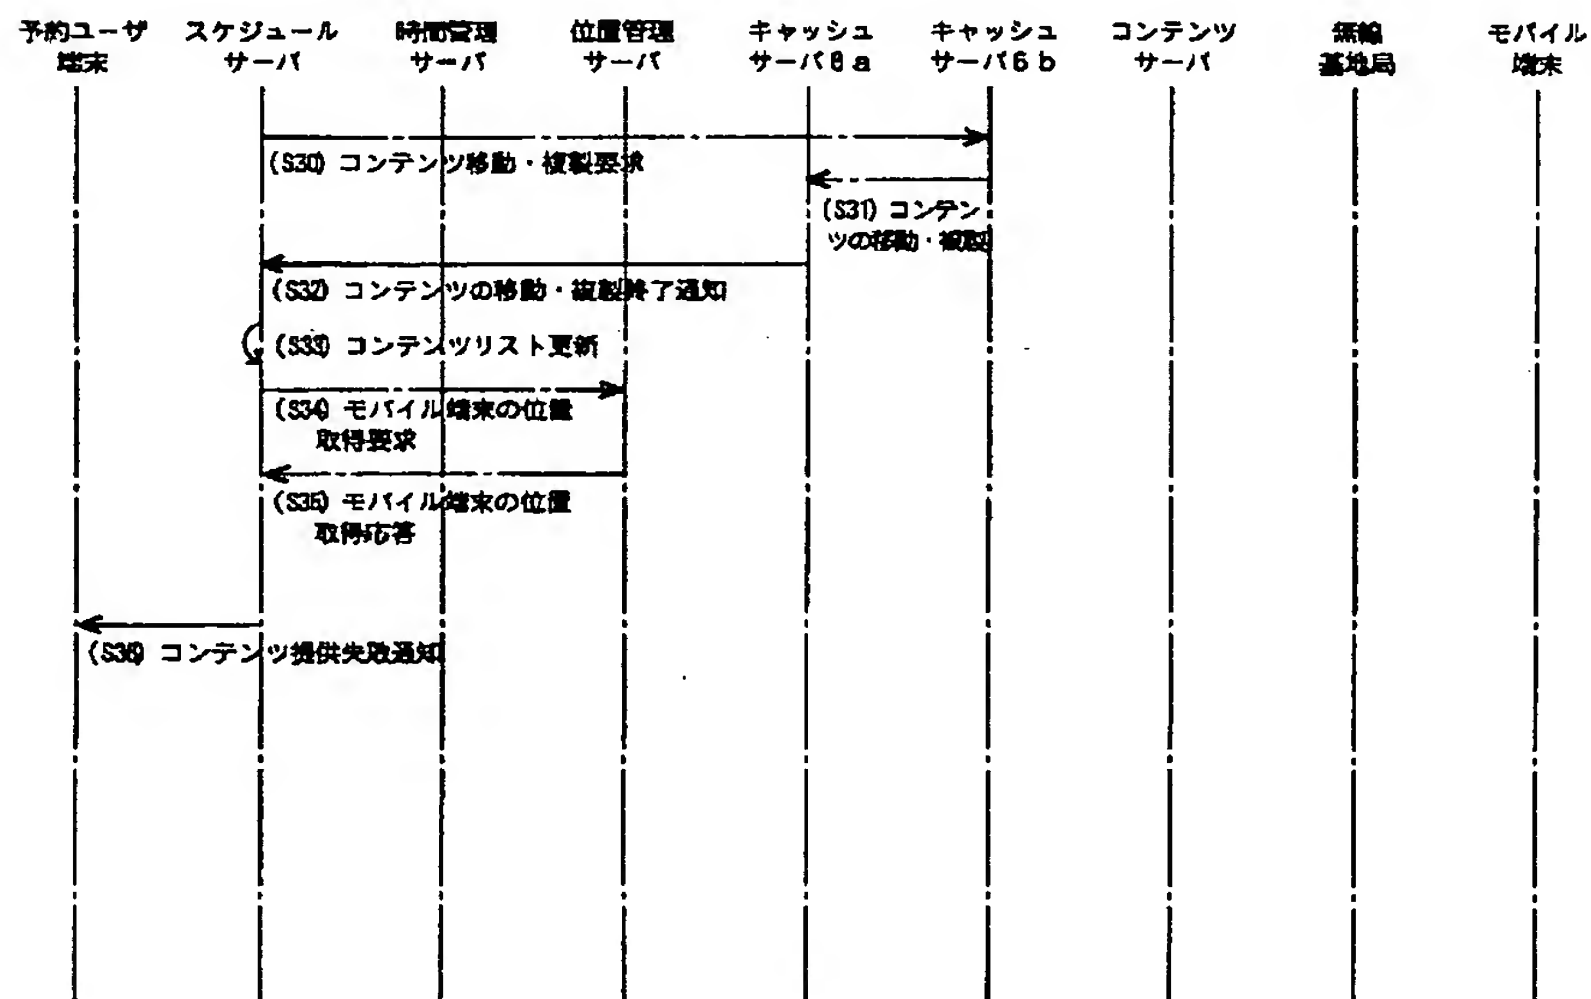 予約ユーザ
端末
スケジュール
サーバ
時間管理
サーバ
位置管理
サーバ
キャッシュ
サーバ6a
キャッシュ
サーバ6b
コンテンツ
サーバ
無線
基地局
モバイル
端末
(S30) コンテンツ移動・複製要求
(S31) コンテン
ツの移動・複製
(S32) コンテンツの移動・複製終了通知
(S33) コンテンツリスト更新
(S34) モバイル端末の位置
取得要求
(S35) モバイル端末の位置
取得応答
(S36) コンテンツ提供失敗通知